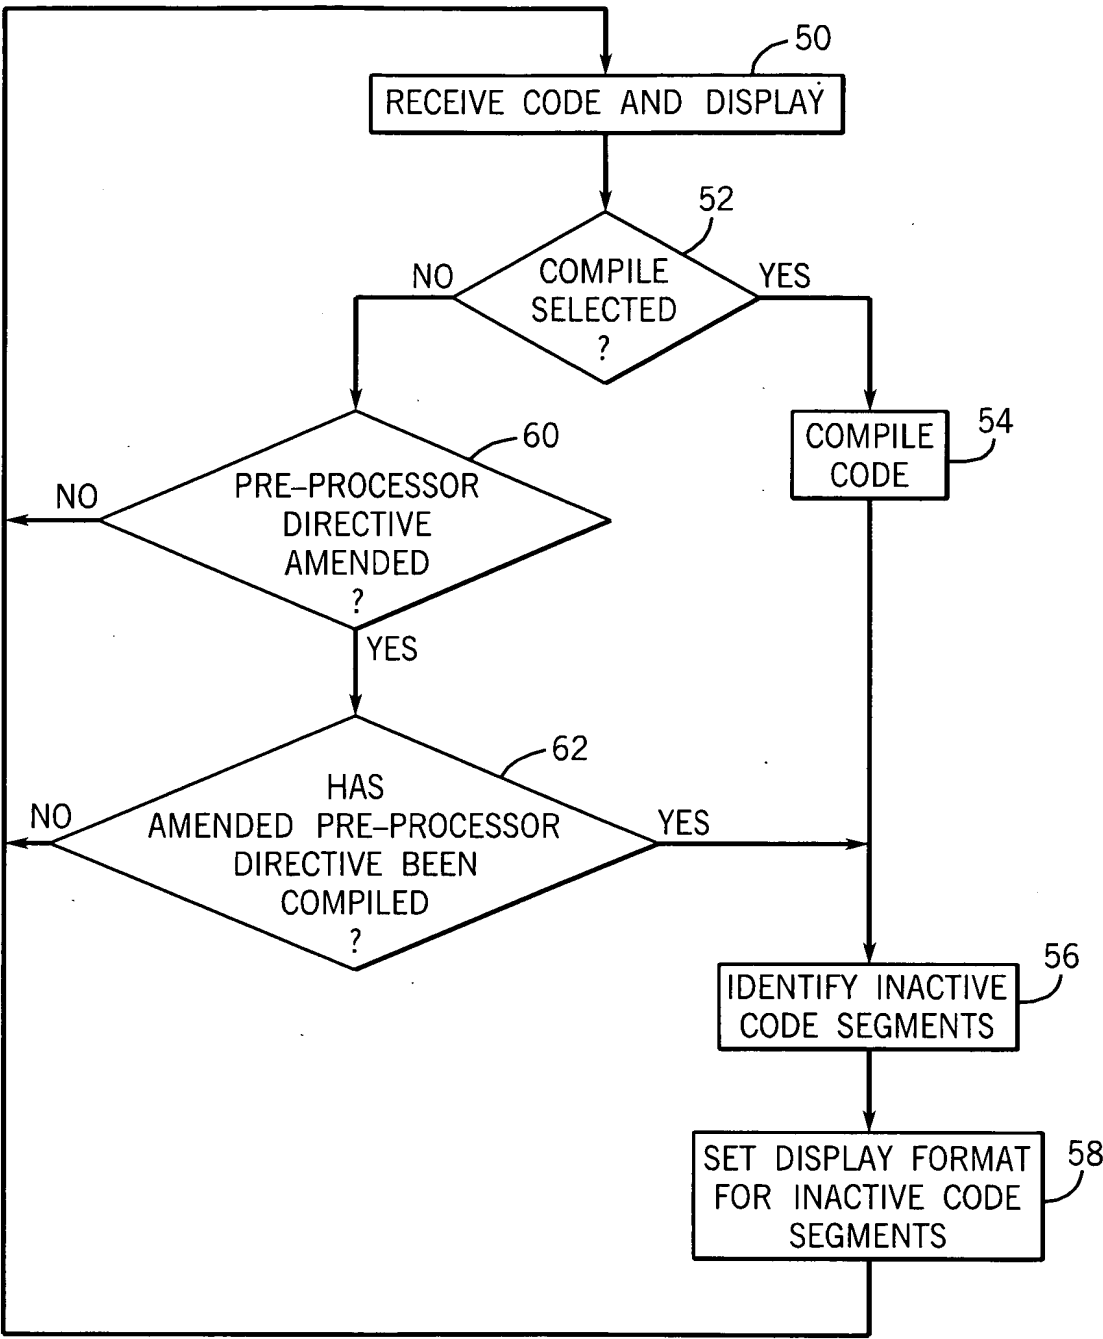 50
RECEIVE CODE AND DISPLAY
52
NO
COMPILE
SELECTED
?
YES
60
54
COMPILE
CODE
NO
PRE–PROCESSOR
DIRECTIVE
AMENDED
?
YES
62
NO
HAS
AMENDED PRE–PROCESSOR
DIRECTIVE BEEN
COMPILED
?
YES
56
IDENTIFY INACTIVE
CODE SEGMENTS
58
SET DISPLAY FORMAT
FOR INACTIVE CODE
SEGMENTS